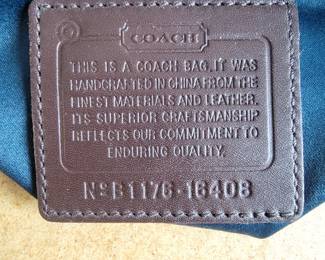 COACH
THIS IS A COACH BAG. IT WAS
HANDCRAFTED IN CHINA FROM THE
FINEST MATERIALS AND LEATHER.
ITS SUPERIOR CRAFTSMANSHIP
REFLECTS OUR COMMITMENT TO
ENDURING QUALITY.
Nº B1176-16408